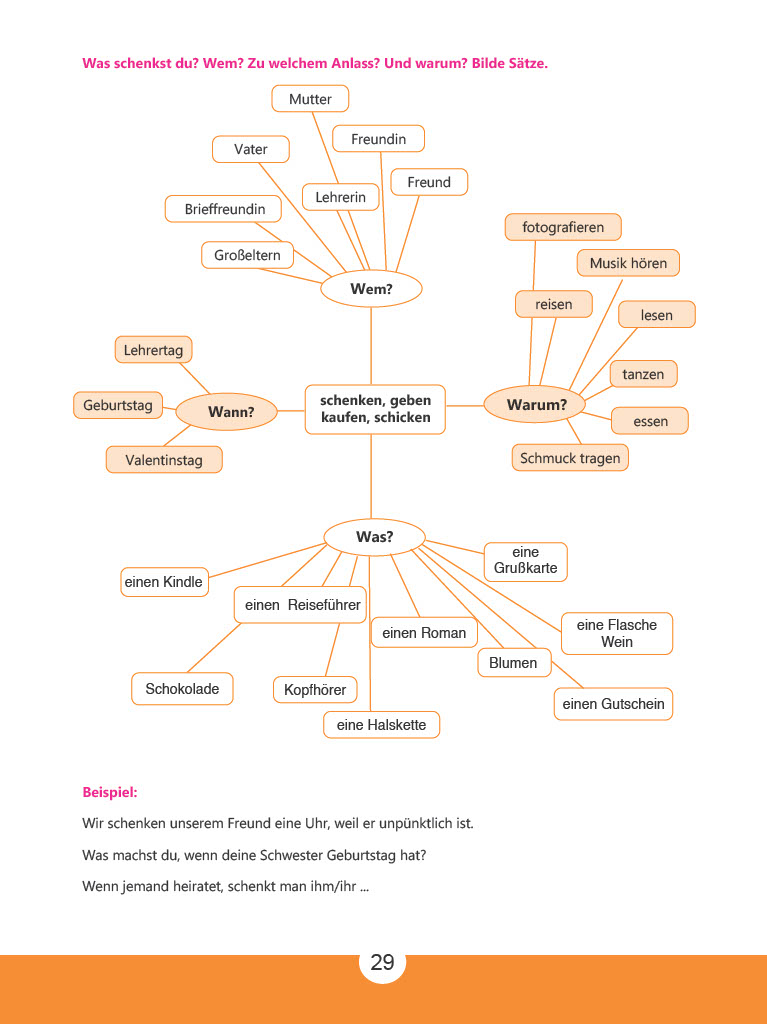 Was schenkst du? Wem? Zu welchem Anlass? Und warum? Bilde Sätze.
Mutter
Freundin
Vater
Freund
Lehrerin
Brieffreundin
Großeltern
Wem?
fotografieren
Musik hören
reisen
lesen
tanzen
essen
Schmuck tragen
Warum?
Lehrertag
Geburtstag
Valentinstag
Wann?
schenken, geben
kaufen, schicken
Was?
eine
Grußkarte
einen Kindle
einen Reiseführer
einen Roman
eine Flasche
Wein
Blumen
Schokolade
Kopfhörer
einen Gutschein
eine Halskette
Beispiel:
Wir schenken unserem Freund eine Uhr, weil er unpünktlich ist.
Was machst du, wenn deine Schwester Geburtstag hat?
Wenn jemand heiratet, schenkt man ihm/ihr ...
29